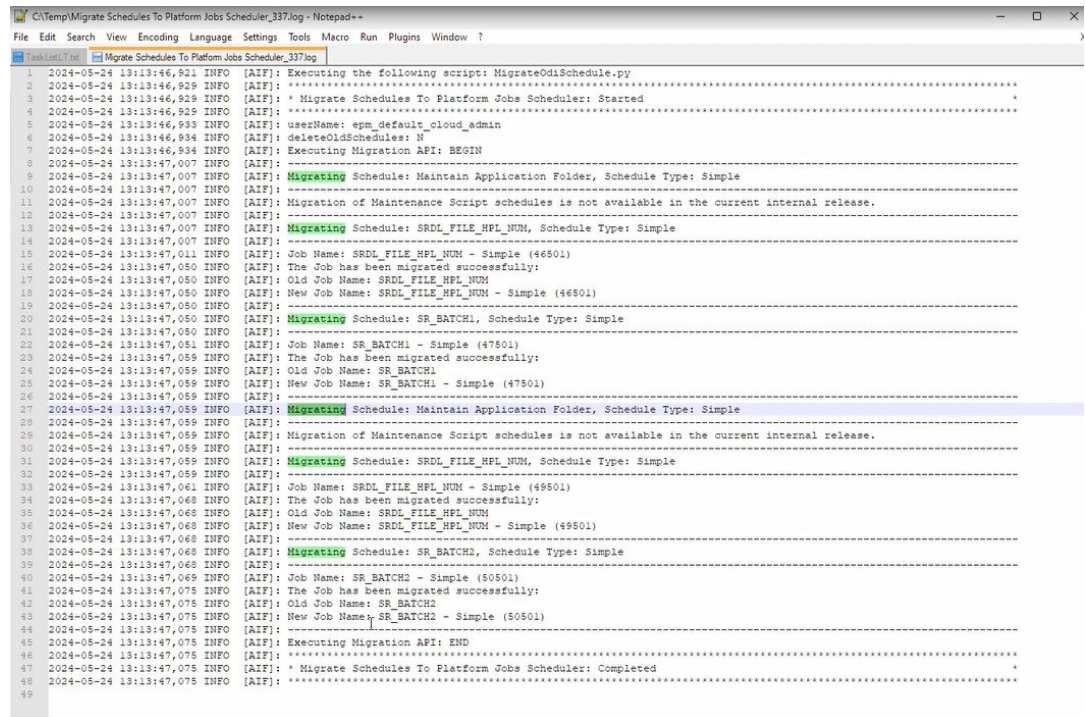 C:\Temp\Migrate Schedules To Platform Jobs Scheduler_337.log - Notepad++
File Edit Search View Encoding Language Settings Tools Macro Run Plugins Window ? X
TaskListLT.txt Migrate Schedules To Platform Jobs Scheduler_337.log
1 2024-05-24 13:13:46,921 INFO [AIF]: Executing the following script: MigrateOdiSchedule.py
2 2024-05-24 13:13:46,929 INFO [AIF]: ******************************************************************************************************************
3 2024-05-24 13:13:46,929 INFO [AIF]: * Migrate Schedules To Platform Jobs Scheduler: Started *
4 2024-05-24 13:13:46,929 INFO [AIF]: ******************************************************************************************************************
5 2024-05-24 13:13:46,933 INFO [AIF]: userName: epm_default_cloud_admin
6 2024-05-24 13:13:46,934 INFO [AIF]: deleteOldSchedules: N
7 2024-05-24 13:13:46,934 INFO [AIF]: Executing Migration API: BEGIN
8 2024-05-24 13:13:47,007 INFO [AIF]: ------------------------------------------------------------------------------------------------------------------
9 2024-05-24 13:13:47,007 INFO [AIF]: Migrating Schedule: Maintain Application Folder, Schedule Type: Simple
10 2024-05-24 13:13:47,007 INFO [AIF]: ------------------------------------------------------------------------------------------------------------------
11 2024-05-24 13:13:47,007 INFO [AIF]: Migration of Maintenance Script schedules is not available in the current internal release.
12 2024-05-24 13:13:47,007 INFO [AIF]: ------------------------------------------------------------------------------------------------------------------
13 2024-05-24 13:13:47,007 INFO [AIF]: Migrating Schedule: SRDL_FILE_HPL_NUM, Schedule Type: Simple
14 2024-05-24 13:13:47,007 INFO [AIF]: ------------------------------------------------------------------------------------------------------------------
15 2024-05-24 13:13:47,011 INFO [AIF]: Job Name: SRDL_FILE_HPL_NUM - Simple (46501)
16 2024-05-24 13:13:47,050 INFO [AIF]: The Job has been migrated successfully:
17 2024-05-24 13:13:47,050 INFO [AIF]: Old Job Name: SRDL_FILE_HPL_NUM
18 2024-05-24 13:13:47,050 INFO [AIF]: New Job Name: SRDL_FILE_HPL_NUM - Simple (46501)
19 2024-05-24 13:13:47,050 INFO [AIF]: ------------------------------------------------------------------------------------------------------------------
20 2024-05-24 13:13:47,050 INFO [AIF]: Migrating Schedule: SR_BATCH1, Schedule Type: Simple
21 2024-05-24 13:13:47,050 INFO [AIF]: ------------------------------------------------------------------------------------------------------------------
22 2024-05-24 13:13:47,051 INFO [AIF]: Job Name: SR_BATCH1 - Simple (47501)
23 2024-05-24 13:13:47,059 INFO [AIF]: The Job has been migrated successfully:
24 2024-05-24 13:13:47,059 INFO [AIF]: Old Job Name: SR_BATCH1
25 2024-05-24 13:13:47,059 INFO [AIF]: New Job Name: SR_BATCH1 - Simple (47501)
26 2024-05-24 13:13:47,059 INFO [AIF]: ------------------------------------------------------------------------------------------------------------------
27 2024-05-24 13:13:47,059 INFO [AIF]: Migrating Schedule: Maintain Application Folder, Schedule Type: Simple
28 2024-05-24 13:13:47,059 INFO [AIF]: ------------------------------------------------------------------------------------------------------------------
29 2024-05-24 13:13:47,059 INFO [AIF]: Migration of Maintenance Script schedules is not available in the current internal release.
30 2024-05-24 13:13:47,059 INFO [AIF]: ------------------------------------------------------------------------------------------------------------------
31 2024-05-24 13:13:47,059 INFO [AIF]: Migrating Schedule: SRDL_FILE_HPL_NUM, Schedule Type: Simple
32 2024-05-24 13:13:47,059 INFO [AIF]: ------------------------------------------------------------------------------------------------------------------
33 2024-05-24 13:13:47,061 INFO [AIF]: Job Name: SRDL_FILE_HPL_NUM - Simple (49501)
34 2024-05-24 13:13:47,068 INFO [AIF]: The Job has been migrated successfully:
35 2024-05-24 13:13:47,068 INFO [AIF]: Old Job Name: SRDL_FILE_HPL_NUM
36 2024-05-24 13:13:47,068 INFO [AIF]: New Job Name: SRDL_FILE_HPL_NUM - Simple (49501)
37 2024-05-24 13:13:47,068 INFO [AIF]: ------------------------------------------------------------------------------------------------------------------
38 2024-05-24 13:13:47,068 INFO [AIF]: Migrating Schedule: SR_BATCH2, Schedule Type: Simple
39 2024-05-24 13:13:47,068 INFO [AIF]: ------------------------------------------------------------------------------------------------------------------
40 2024-05-24 13:13:47,069 INFO [AIF]: Job Name: SR_BATCH2 - Simple (50501)
41 2024-05-24 13:13:47,075 INFO [AIF]: The Job has been migrated successfully:
42 2024-05-24 13:13:47,075 INFO [AIF]: Old Job Name: SR_BATCH2
43 2024-05-24 13:13:47,075 INFO [AIF]: New Job Name: SR_BATCH2 - Simple (50501)
44 2024-05-24 13:13:47,075 INFO [AIF]: ------------------------------------------------------------------------------------------------------------------
45 2024-05-24 13:13:47,075 INFO [AIF]: Executing Migration API: END
46 2024-05-24 13:13:47,075 INFO [AIF]: ******************************************************************************************************************
47 2024-05-24 13:13:47,075 INFO [AIF]: * Migrate Schedules To Platform Jobs Scheduler: Completed *
48 2024-05-24 13:13:47,075 INFO [AIF]: ******************************************************************************************************************
49